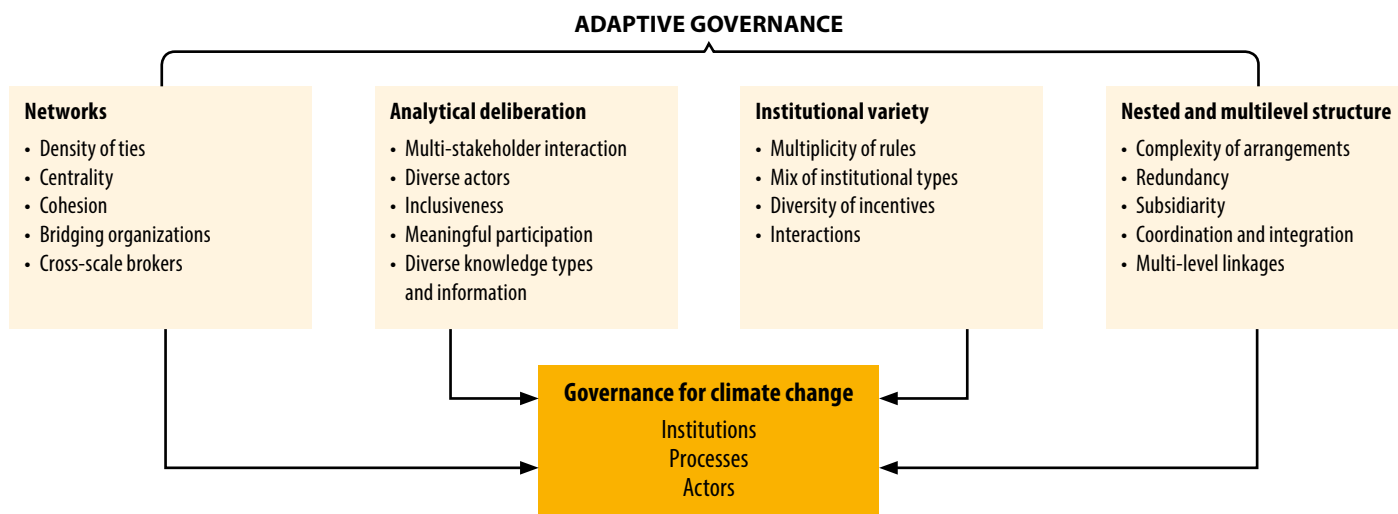 ADAPTIVE GOVERNANCE
Networks
• Density of ties
• Centrality
• Cohesion
• Bridging organizations
• Cross-scale brokers
Analytical deliberation
• Multi-stakeholder interaction
• Diverse actors
• Inclusiveness
• Meaningful participation
• Diverse knowledge types
and information
Institutional variety
• Multiplicity of rules
• Mix of institutional types
• Diversity of incentives
• Interactions
Nested and multilevel structure
• Complexity of arrangements
• Redundancy
• Subsidiarity
• Coordination and integration
• Multi-level linkages
Governance for climate change
Institutions
Processes
Actors